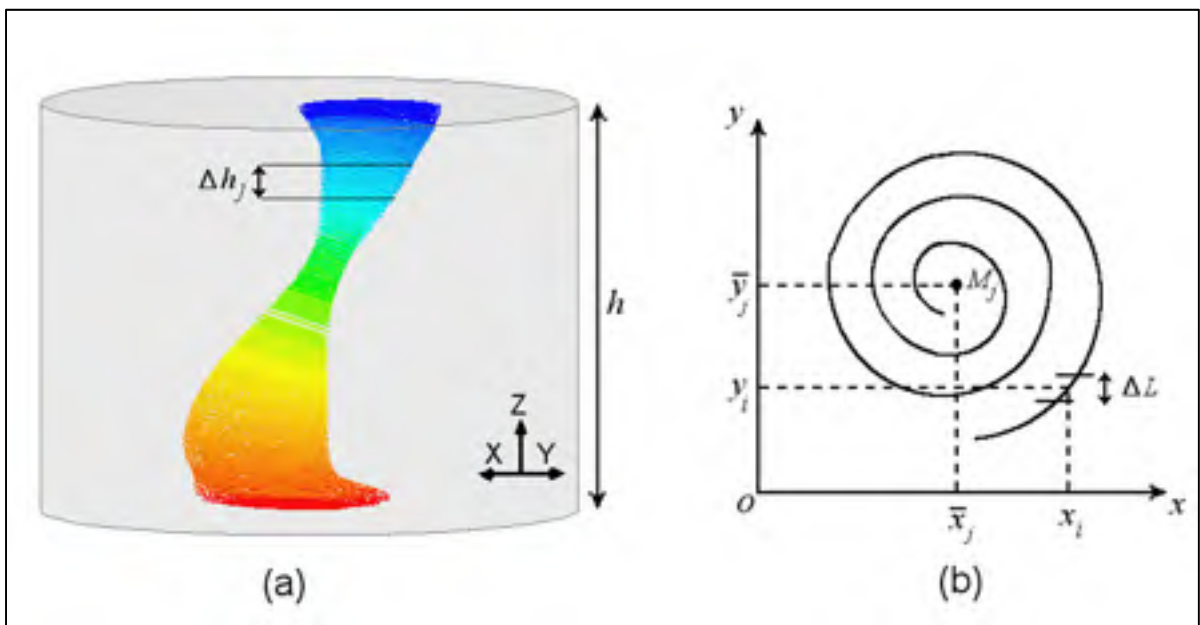 Δh_j
h
Z
X Y
(a)
y
ȳ_j
M_j
y_i
ΔL
O
x̄_j
x_i
x
(b)